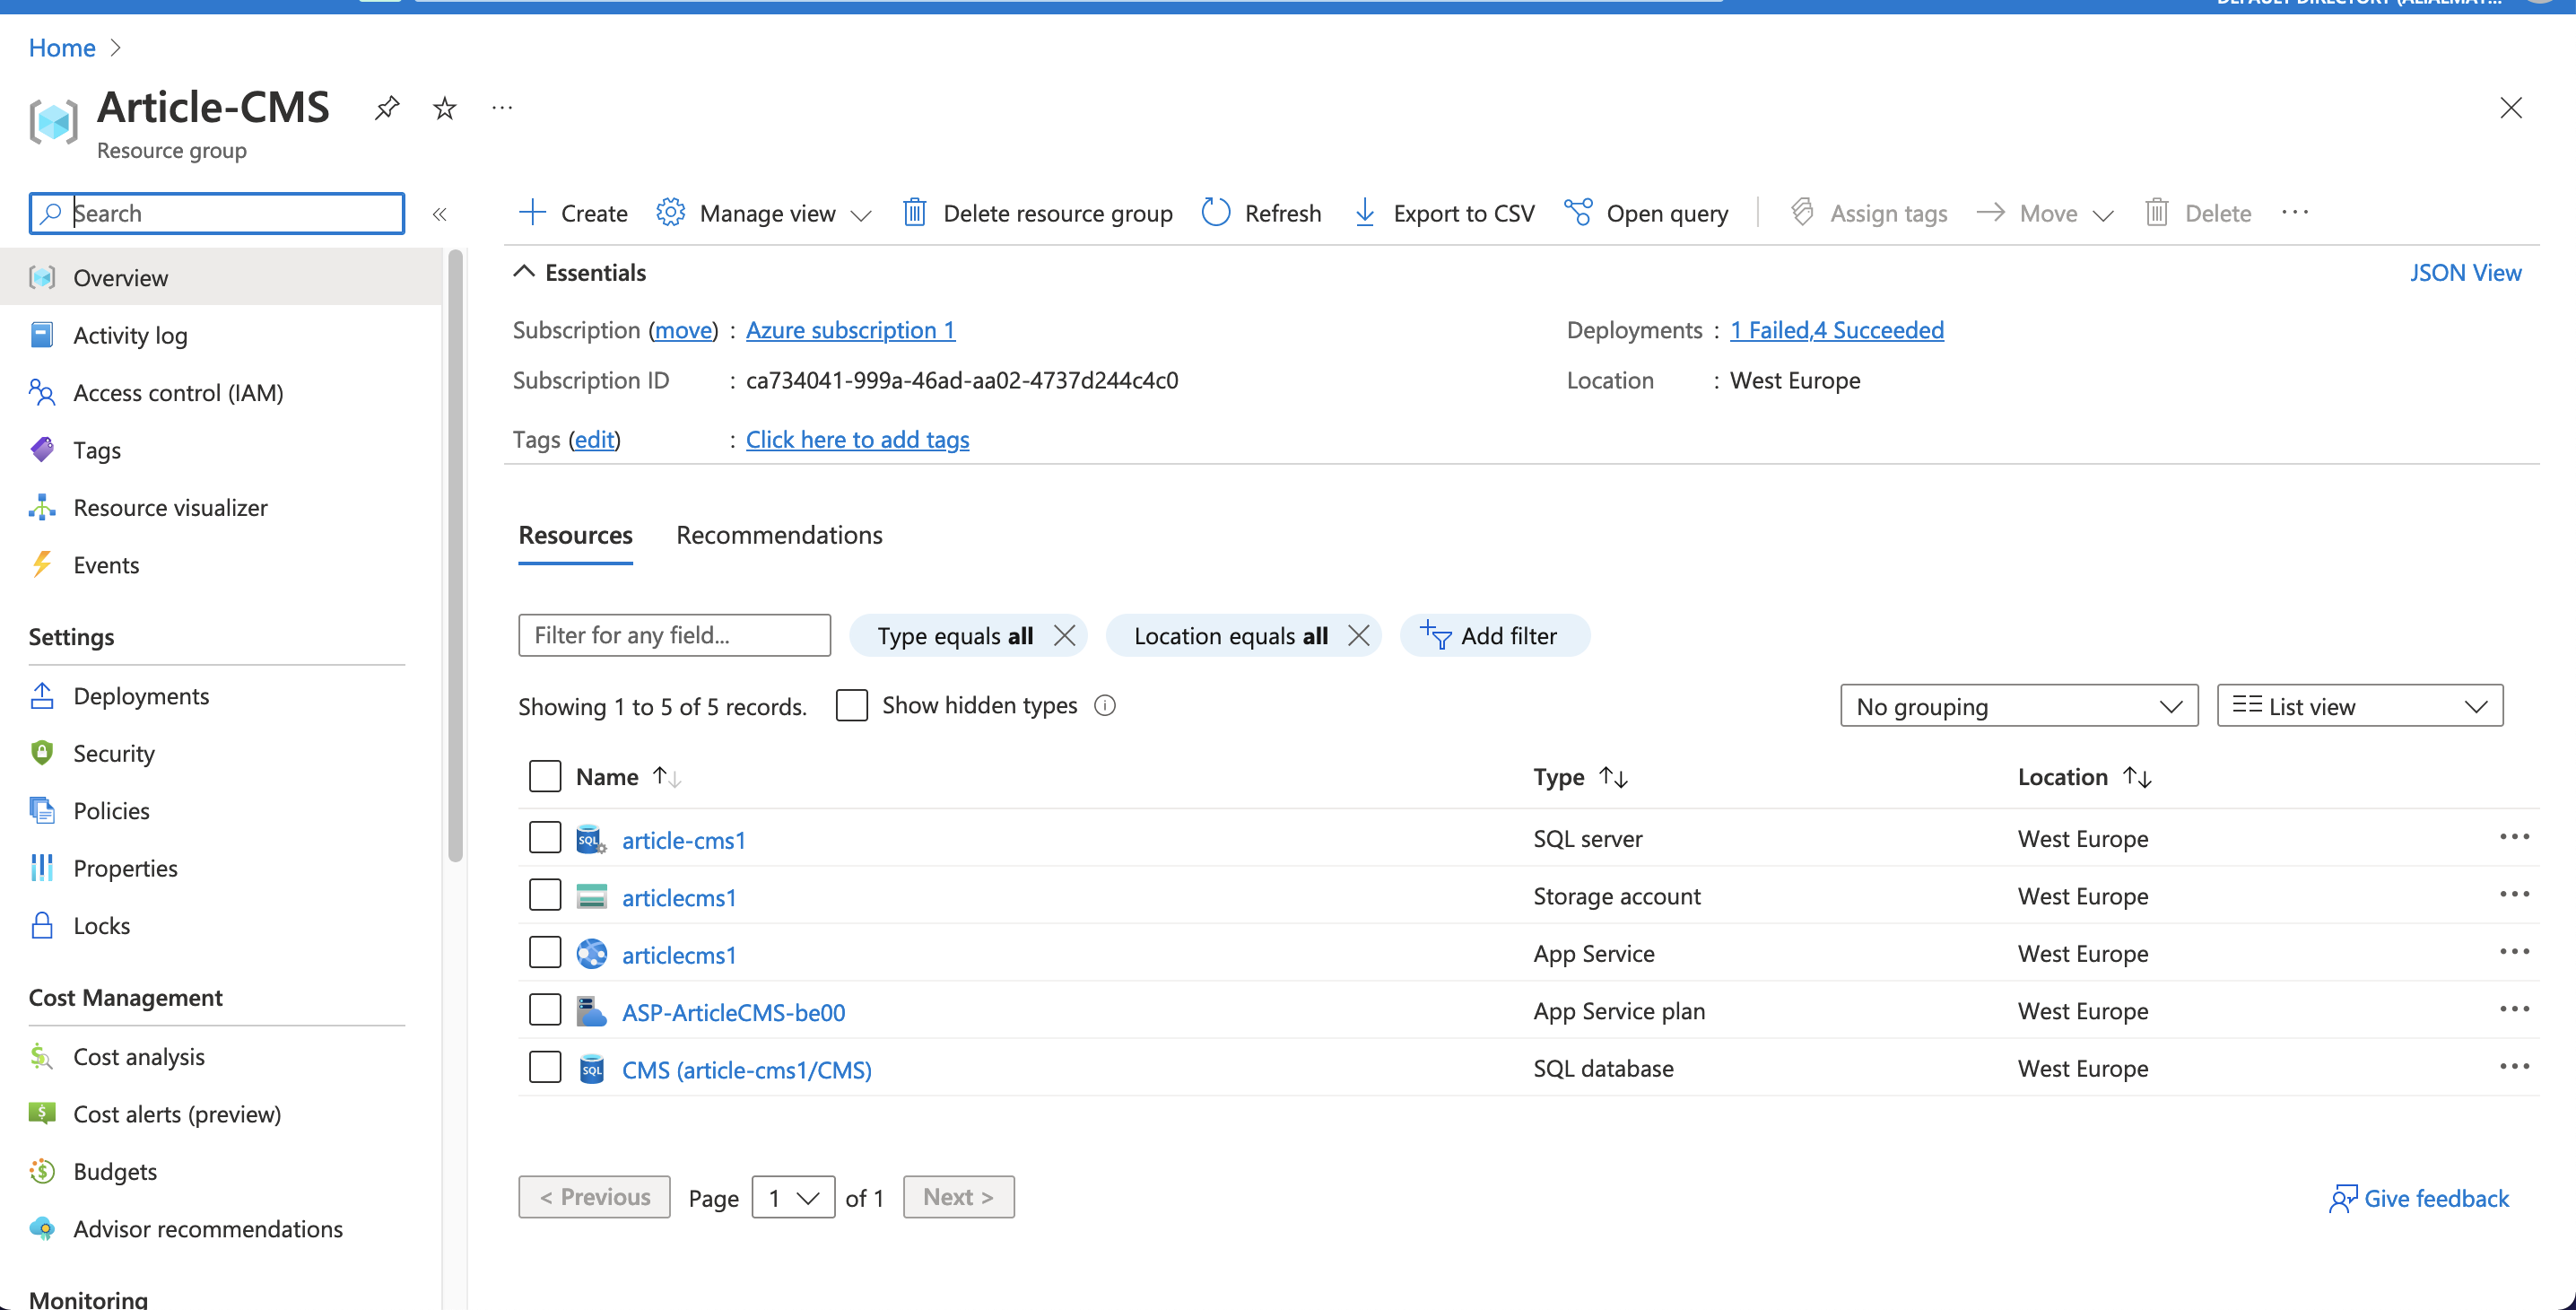 Home >
Article-CMS
Resource group
Search
«
Create
Manage view
Delete resource group
Refresh
Export to CSV
Open query
Assign tags
Move
Delete
Overview
Activity log
Access control (IAM)
Tags
Resource visualizer
Events
Settings
Deployments
Security
Policies
Properties
Locks
Cost Management
Cost analysis
Cost alerts (preview)
Budgets
Advisor recommendations
Monitoring
Essentials
JSON View
Subscription (move) : Azure subscription 1
Subscription ID : ca734041-999a-46ad-aa02-4737d244c4c0
Tags (edit) : Click here to add tags
Deployments : 1 Failed,4 Succeeded
Location : West Europe
Resources
Recommendations
Filter for any field...
Type equals all
Location equals all
Add filter
Showing 1 to 5 of 5 records.
Show hidden types
No grouping
List view
Name Type Location
SQL article-cms1 SQL server West Europe
articlecms1 Storage account West Europe
articlecms1 App Service West Europe
ASP-ArticleCMS-be00 App Service plan West Europe
SQL CMS (article-cms1/CMS) SQL database West Europe
< Previous Page 1 of 1 Next >
Give feedback